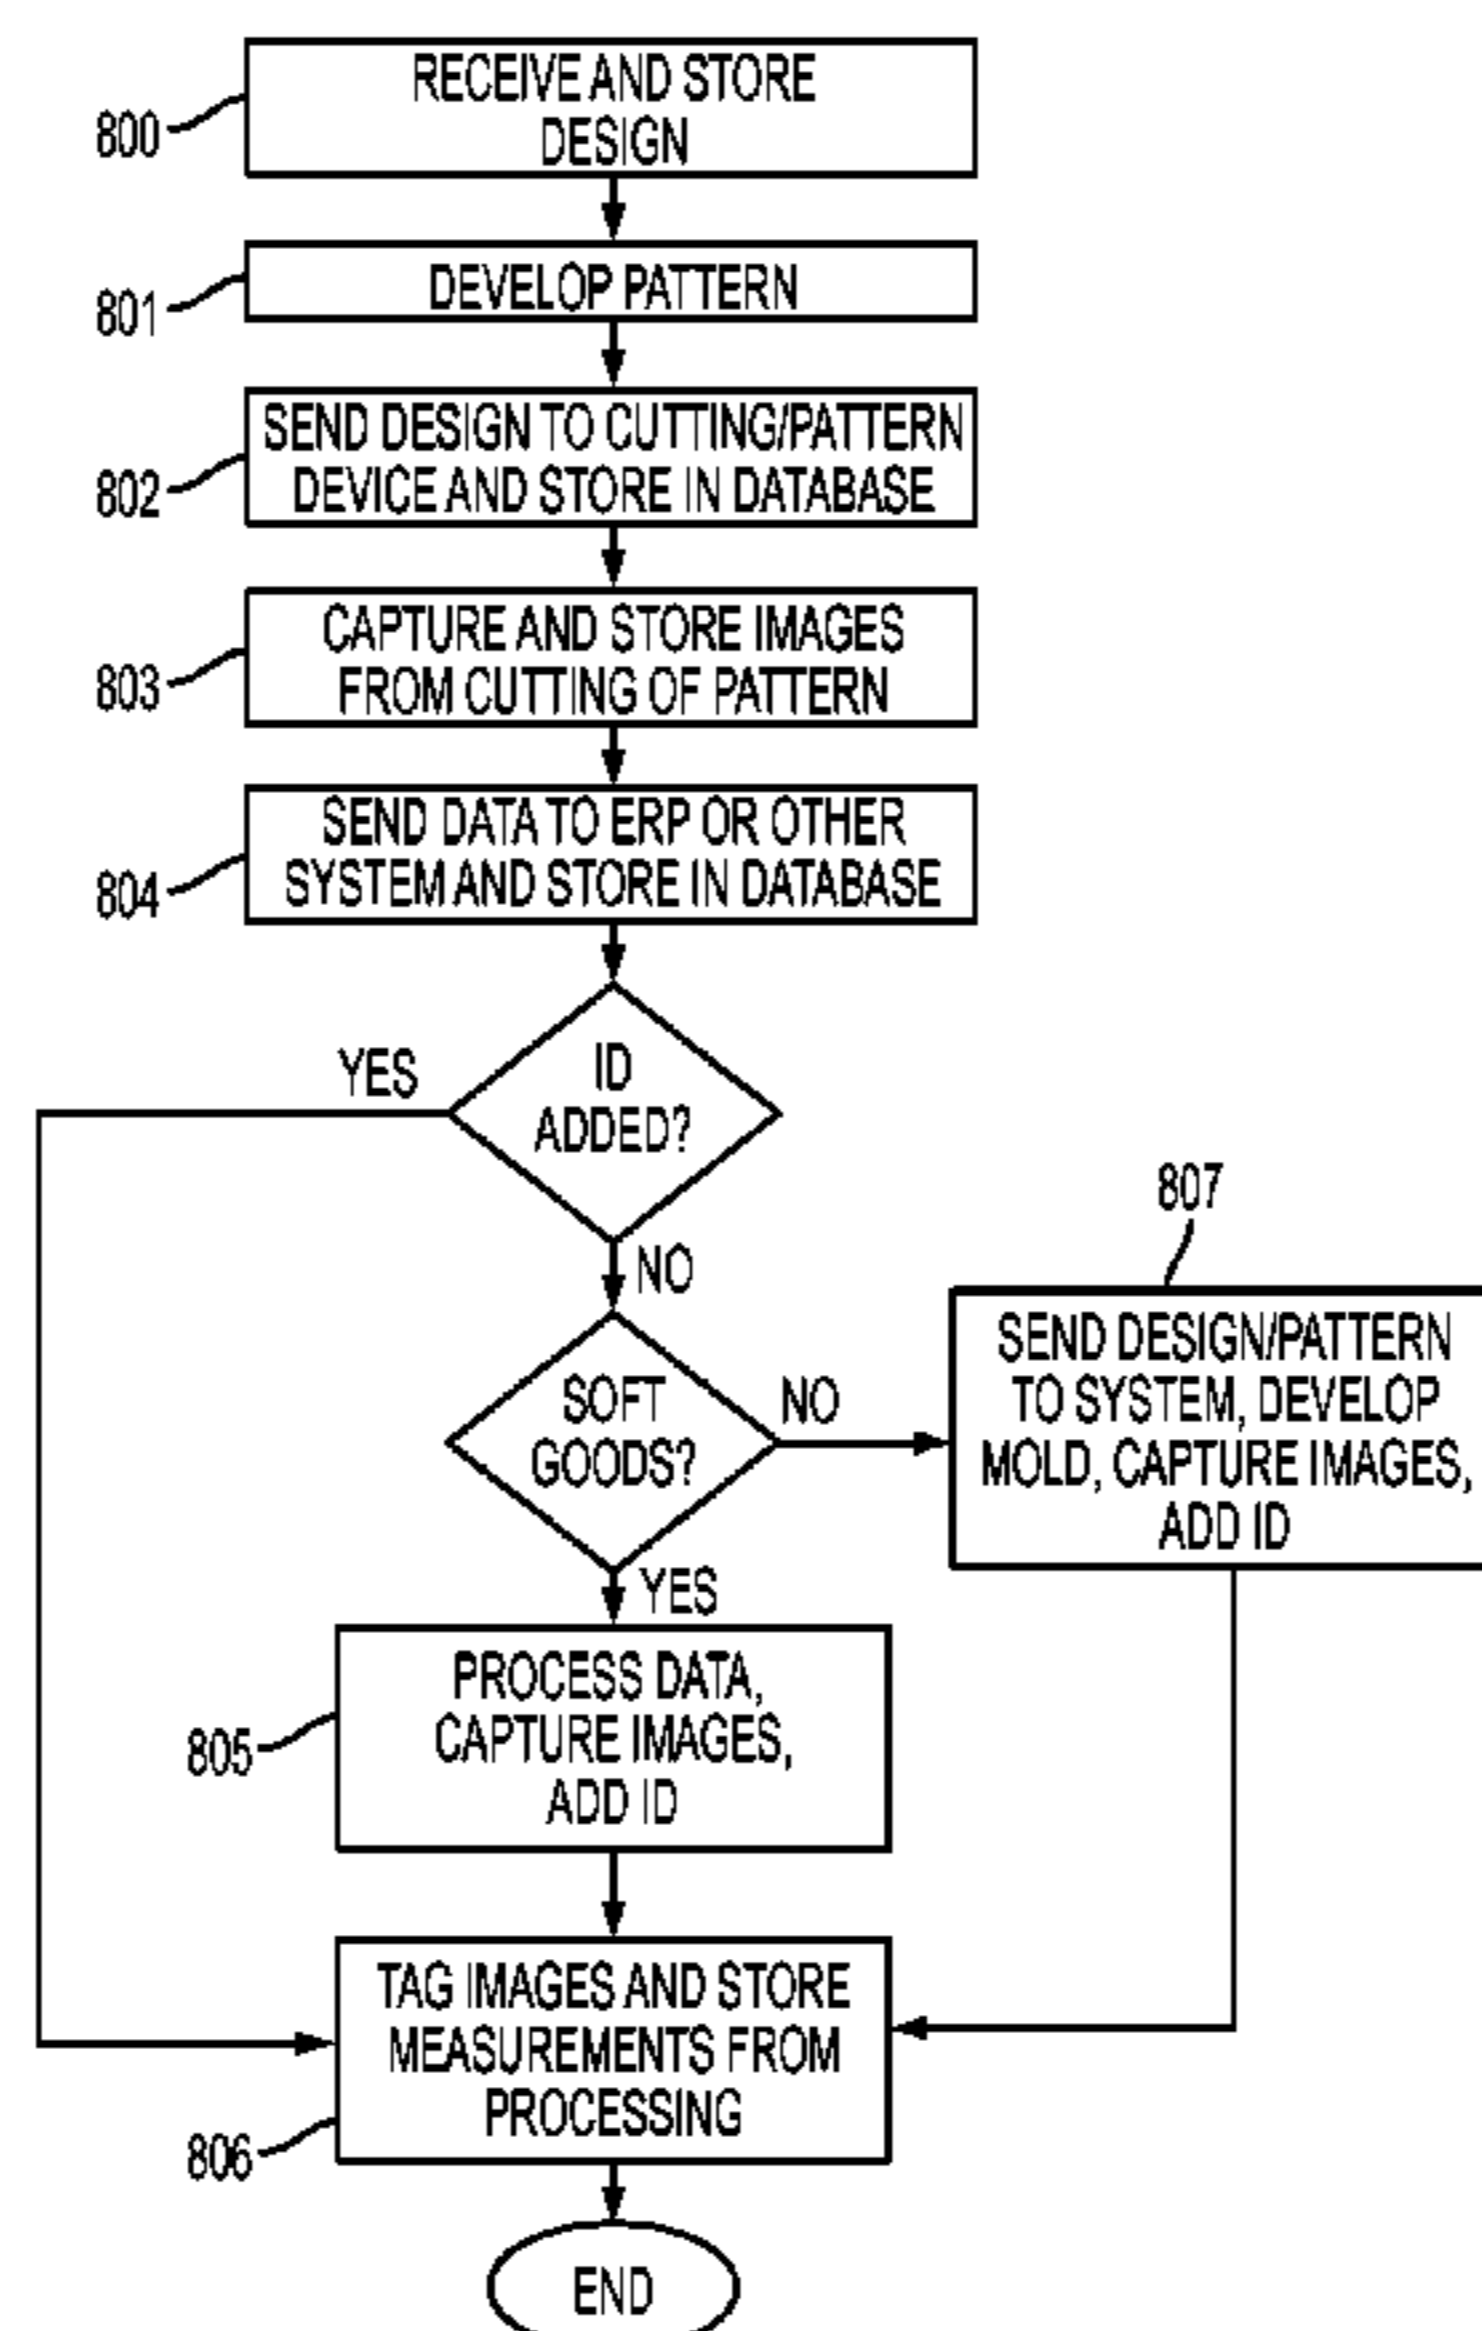 RECEIVE AND STORE
DESIGN
800
DEVELOP PATTERN
801
SEND DESIGN TO CUTTING/PATTERN
DEVICE AND STORE IN DATABASE
802
CAPTURE AND STORE IMAGES
FROM CUTTING OF PATTERN
803
SEND DATA TO ERP OR OTHER
SYSTEM AND STORE IN DATABASE
804
ID
ADDED?
YES
NO
SOFT
GOODS?
NO
YES
807
SEND DESIGN/PATTERN
TO SYSTEM, DEVELOP
MOLD, CAPTURE IMAGES,
ADD ID
PROCESS DATA,
CAPTURE IMAGES,
ADD ID
805
TAG IMAGES AND STORE
MEASUREMENTS FROM
PROCESSING
806
END